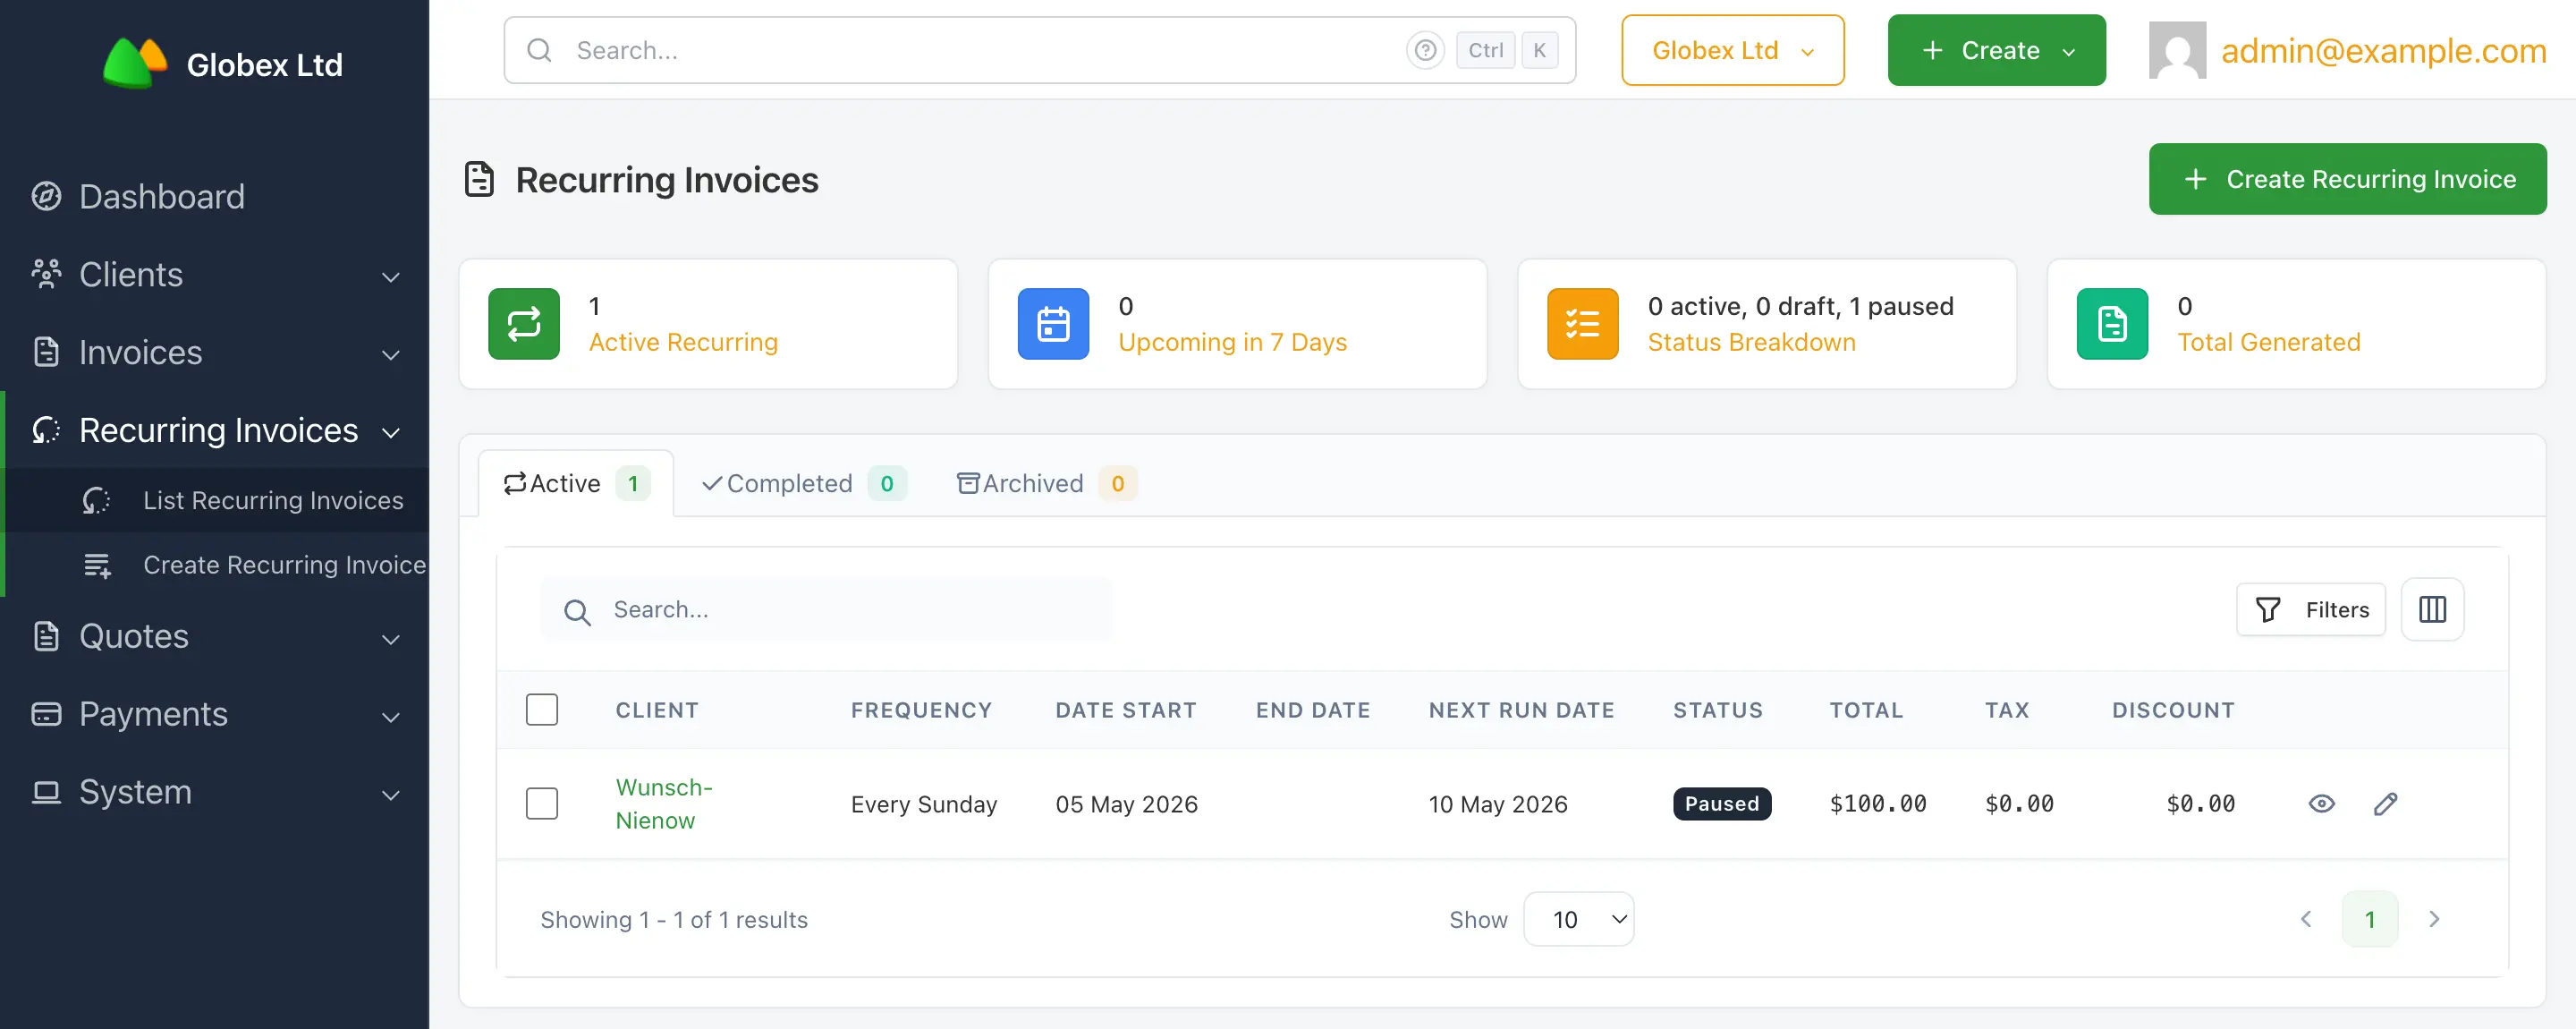 Globex Ltd
Search...
Ctrl
K
Globex Ltd
Create
admin@example.com
Dashboard
Clients
Invoices
Recurring Invoices
List Recurring Invoices
Create Recurring Invoice
Quotes
Payments
System
Recurring Invoices
Create Recurring Invoice
1
Active Recurring
0
Upcoming in 7 Days
0 active, 0 draft, 1 paused
Status Breakdown
0
Total Generated
Active 1
Completed 0
Archived 0
Search...
Filters
CLIENT FREQUENCY DATE START END DATE NEXT RUN DATE STATUS TOTAL TAX DISCOUNT
Wunsch-
Nienow
Every Sunday 05 May 2026 10 May 2026 Paused $100.00 $0.00 $0.00
Showing 1 - 1 of 1 results
Show 10
1